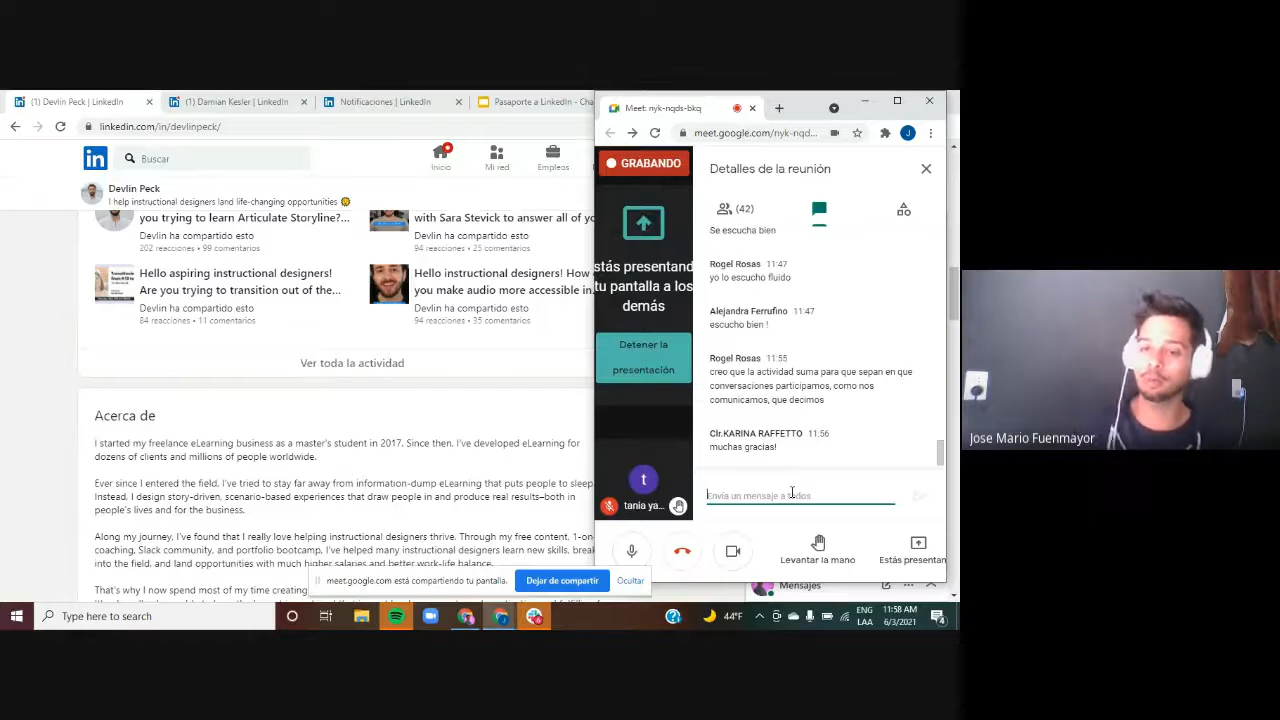 (1) Devlin Peck | LinkedIn
(1) Damian Kesler | LinkedIn
Notificaciones | LinkedIn
Pasaporte a LinkedIn - Cha
linkedin.com/in/devlinpeck/
in
Buscar
Inicio
Mi red
Empleos
Devlin Peck
I help instructional designers land life-changing opportunities
you trying to learn Articulate Storyline?...
Devlin ha compartido esto
202 reacciones • 99 comentarios
with Sara Stevick to answer all of y
Devlin ha compartido esto
94 reacciones • 25 comentarios
Hello aspiring instructional designers!
Are you trying to transition out of the...
Devlin ha compartido esto
84 reacciones • 11 comentarios
Hello instructional designers! How
you make audio more accessible in
Devlin ha compartido esto
94 reacciones • 35 comentarios
Ver toda la actividad
Acerca de
I started my freelance eLearning business as a master's student in 2017. Since then, I've developed eLearning for
dozens of clients and millions of people worldwide.
Ever since I entered the field, I've tried to stay far away from information-dump eLearning that puts people to sleep.
Instead, I design story-driven, scenario-based experiences that draw people in and produce real results–both in
people's lives and for the business.
Along my journey, I've found that I really love helping instructional designers thrive. Through my free content, 1-on-
coaching, Slack community, and portfolio bootcamp, I've helped many instructional designers learn new skills, break
into the field, and land opportunities with much higher salaries and better work-life balance.
That's why I now spend most of my time creating
meet.google.com está compartiendo tu pantalla.
Dejar de compartir
Ocultar
Meet: nyk-nqds-bkq
meet.google.com/nyk-nqd...
J
GRABANDO
stás presentand
tu pantalla a los
demás
Detener la
presentación
t
tania ya...
Detalles de la reunión
(42)
Se escucha bien
Rogel Rosas 11:47
yo lo escucho fluido
Alejandra Ferrufino 11:47
escucho bien !
Rogel Rosas 11:55
creo que la actividad suma para que sepan en que
conversaciones participamos, como nos
comunicamos, que decimos
Clr.KARINA RAFFETTO 11:56
muchas gracias!
Envía un mensaje a todos
Levantar la mano
Estás presentan
Mensajes
Type here to search
44°F
ENG
LAA
11:58 AM
6/3/2021
4
Jose Mario Fuenmayor